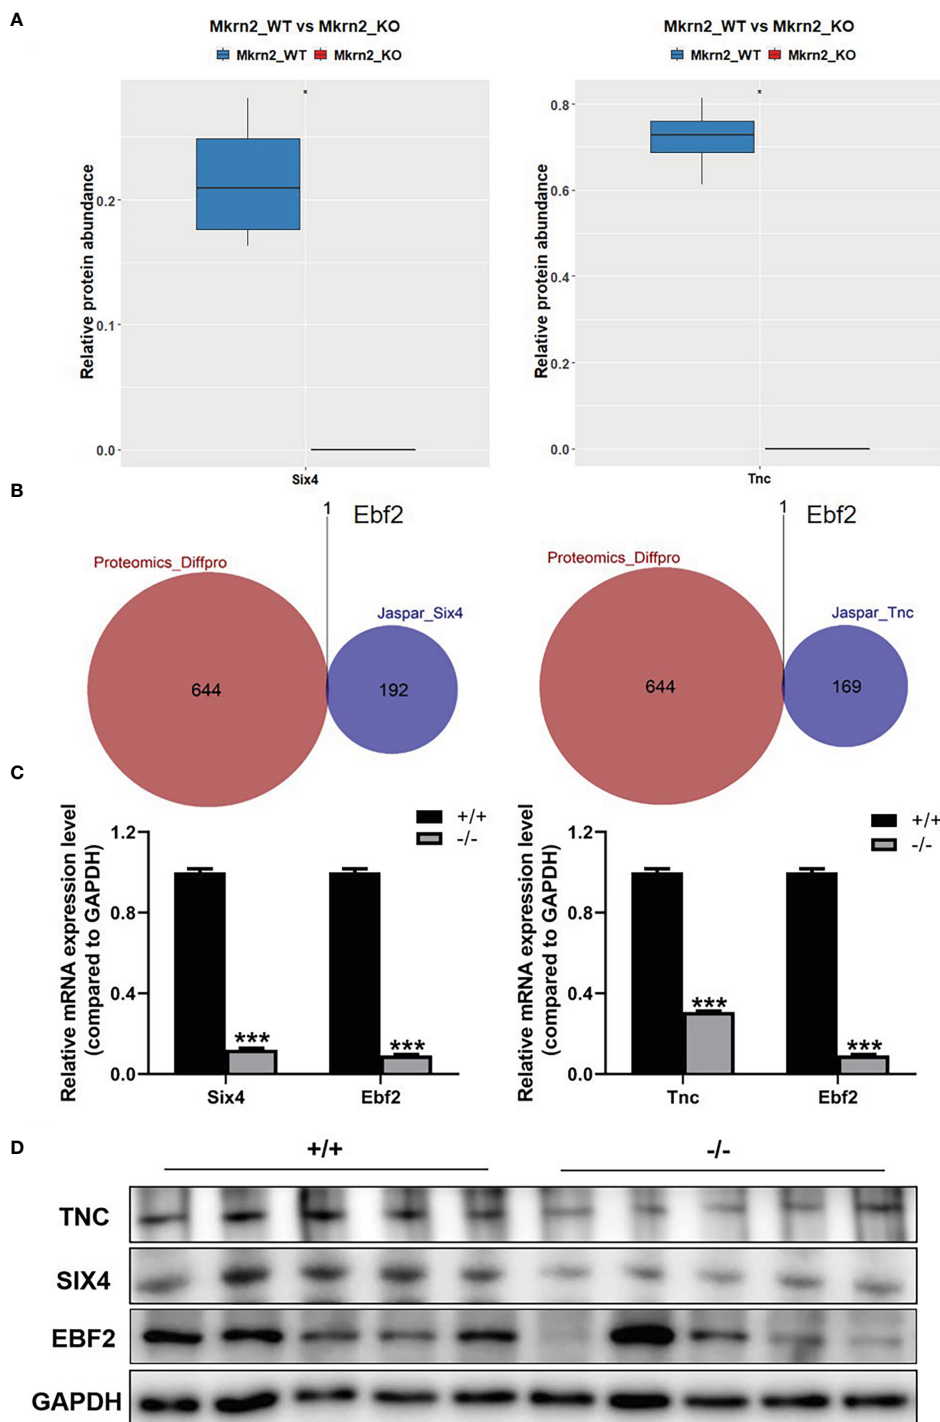 A
Mkrn2_WT vs Mkrn2_KO
Mkrn2_WT Mkrn2_KO
Relative protein abundance
*
0.2
0.1
0.0
Six4
Mkrn2_WT vs Mkrn2_KO
Mkrn2_WT Mkrn2_KO
Relative protein abundance
*
0.8
0.6
0.4
0.2
0.0
Tnc
B
1 Ebf2
Proteomics_Diffpro
Jaspar_Six4
644 192
1 Ebf2
Proteomics_Diffpro
Jaspar_Tnc
644 169
C
Relative mRNA expression level
(compared to GAPDH)
+/+
-/-
1.2
0.8
0.4
0.0
*** ***
Six4 Ebf2
Relative mRNA expression level
(compared to GAPDH)
+/+
-/-
1.2
0.8
0.4
0.0
*** ***
Tnc Ebf2
D
+/+ -/-
TNC
SIX4
EBF2
GAPDH